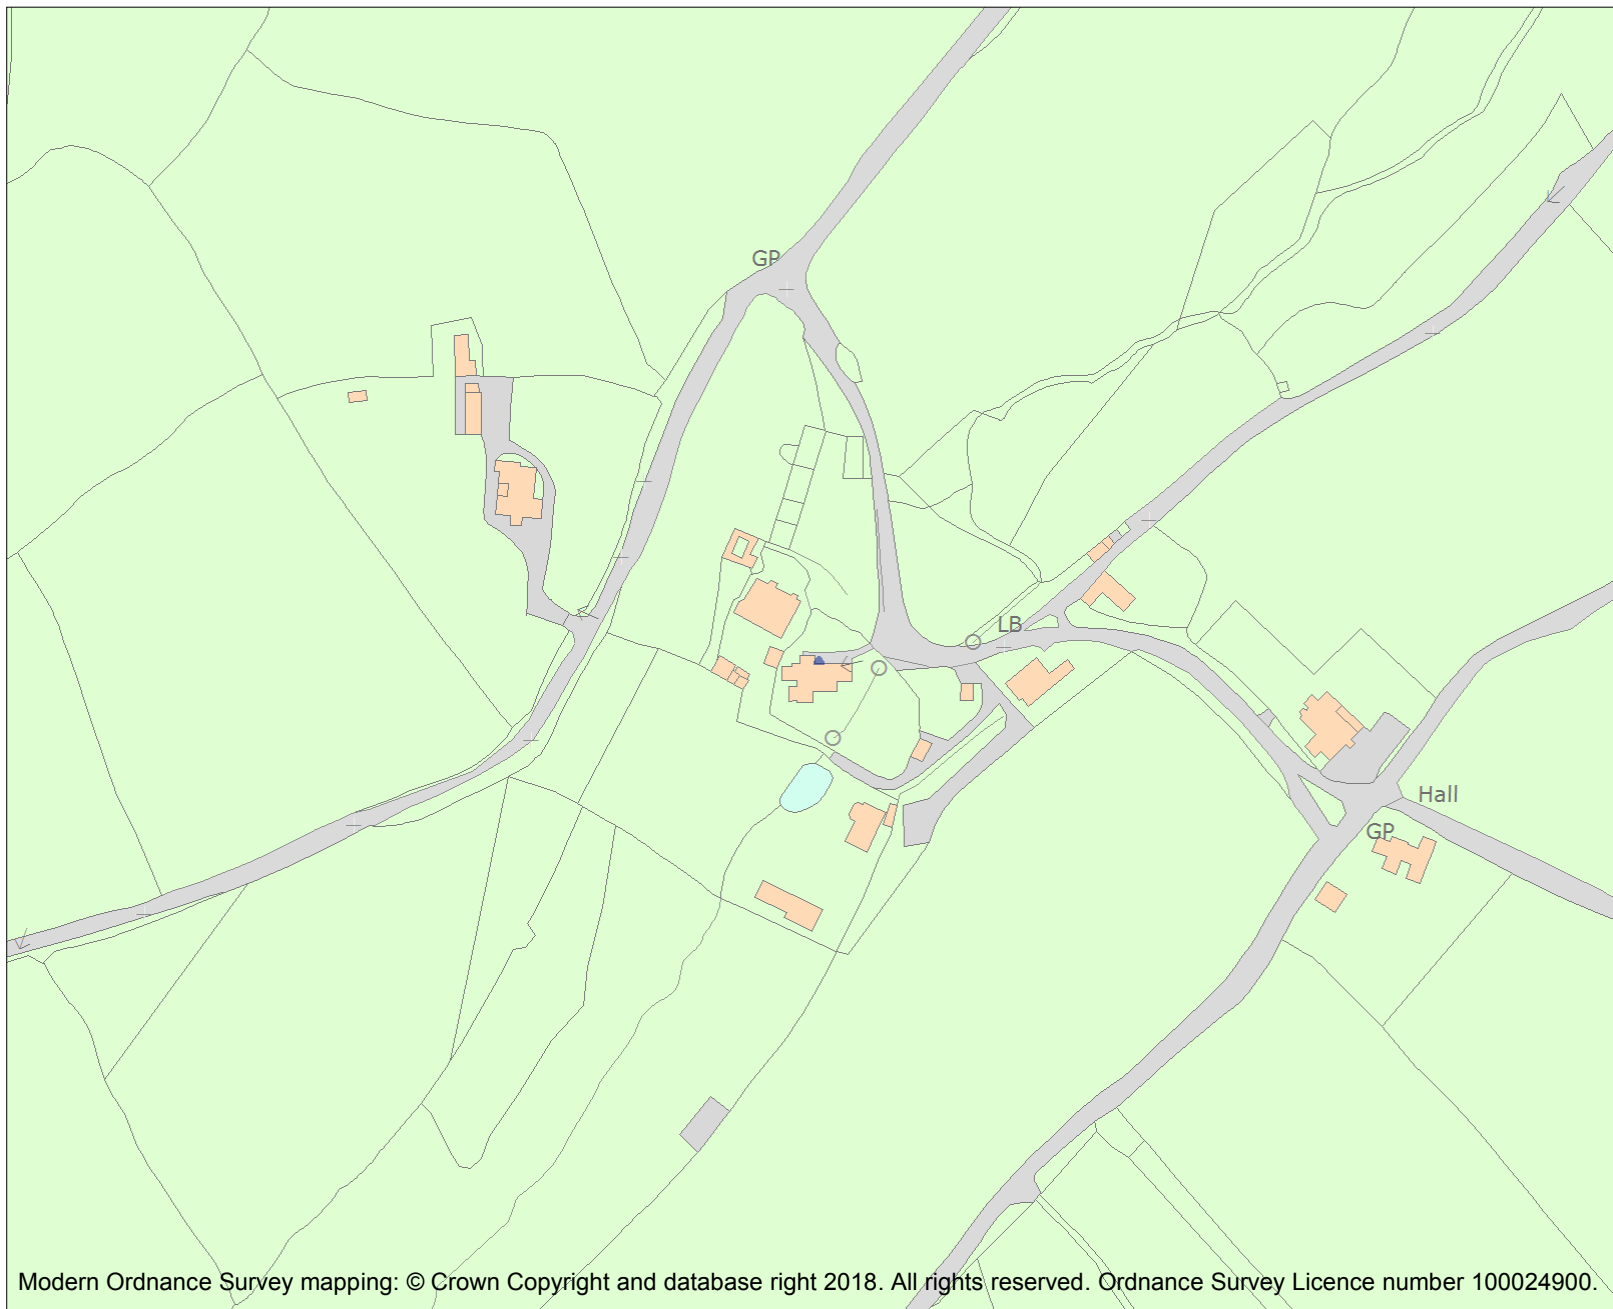 GP
LB
Hall
GP
Modern Ordnance Survey mapping: © Crown Copyright and database right 2018. All rights reserved. Ordnance Survey Licence number 100024900.